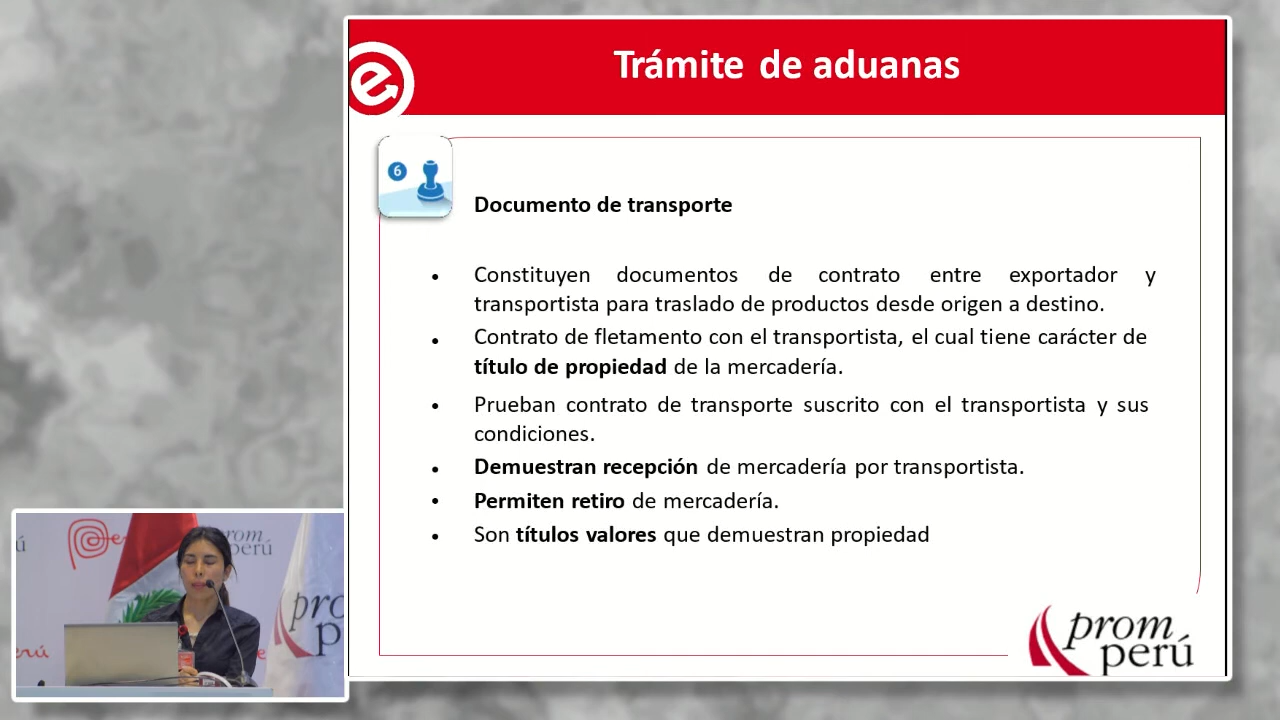 Trámite de aduanas
6
Documento de transporte
• Constituyen documentos de contrato entre exportador y
transportista para traslado de productos desde origen a destino.
• Contrato de fletamento con el transportista, el cual tiene carácter de
título de propiedad de la mercadería.
• Prueban contrato de transporte suscrito con el transportista y sus
condiciones.
• Demuestran recepción de mercadería por transportista.
• Permiten retiro de mercadería.
• Son títulos valores que demuestran propiedad
prom
perú